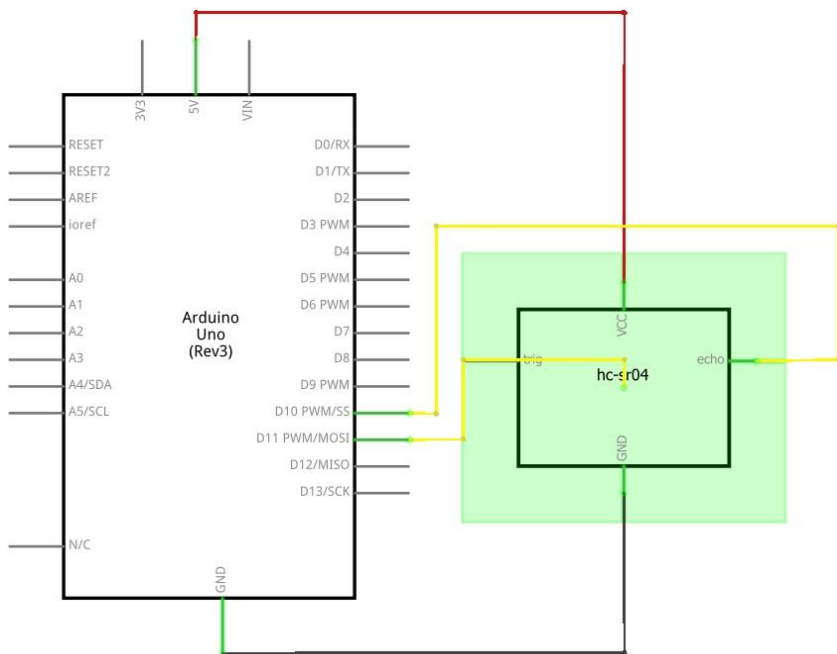 3V3
5V
VIN
RESET
RESET2
AREF
ioref
A0
A1
A2
A3
A4/SDA
A5/SCL
N/C
Arduino
Uno
(Rev3)
D0/RX
D1/TX
D2
D3 PWM
D4
D5 PWM
D6 PWM
D7
D8
D9 PWM
D10 PWM/SS
D11 PWM/MOSI
D12/MISO
D13/SCK
GND
VCC
trig
echo
hc-sr04
GND